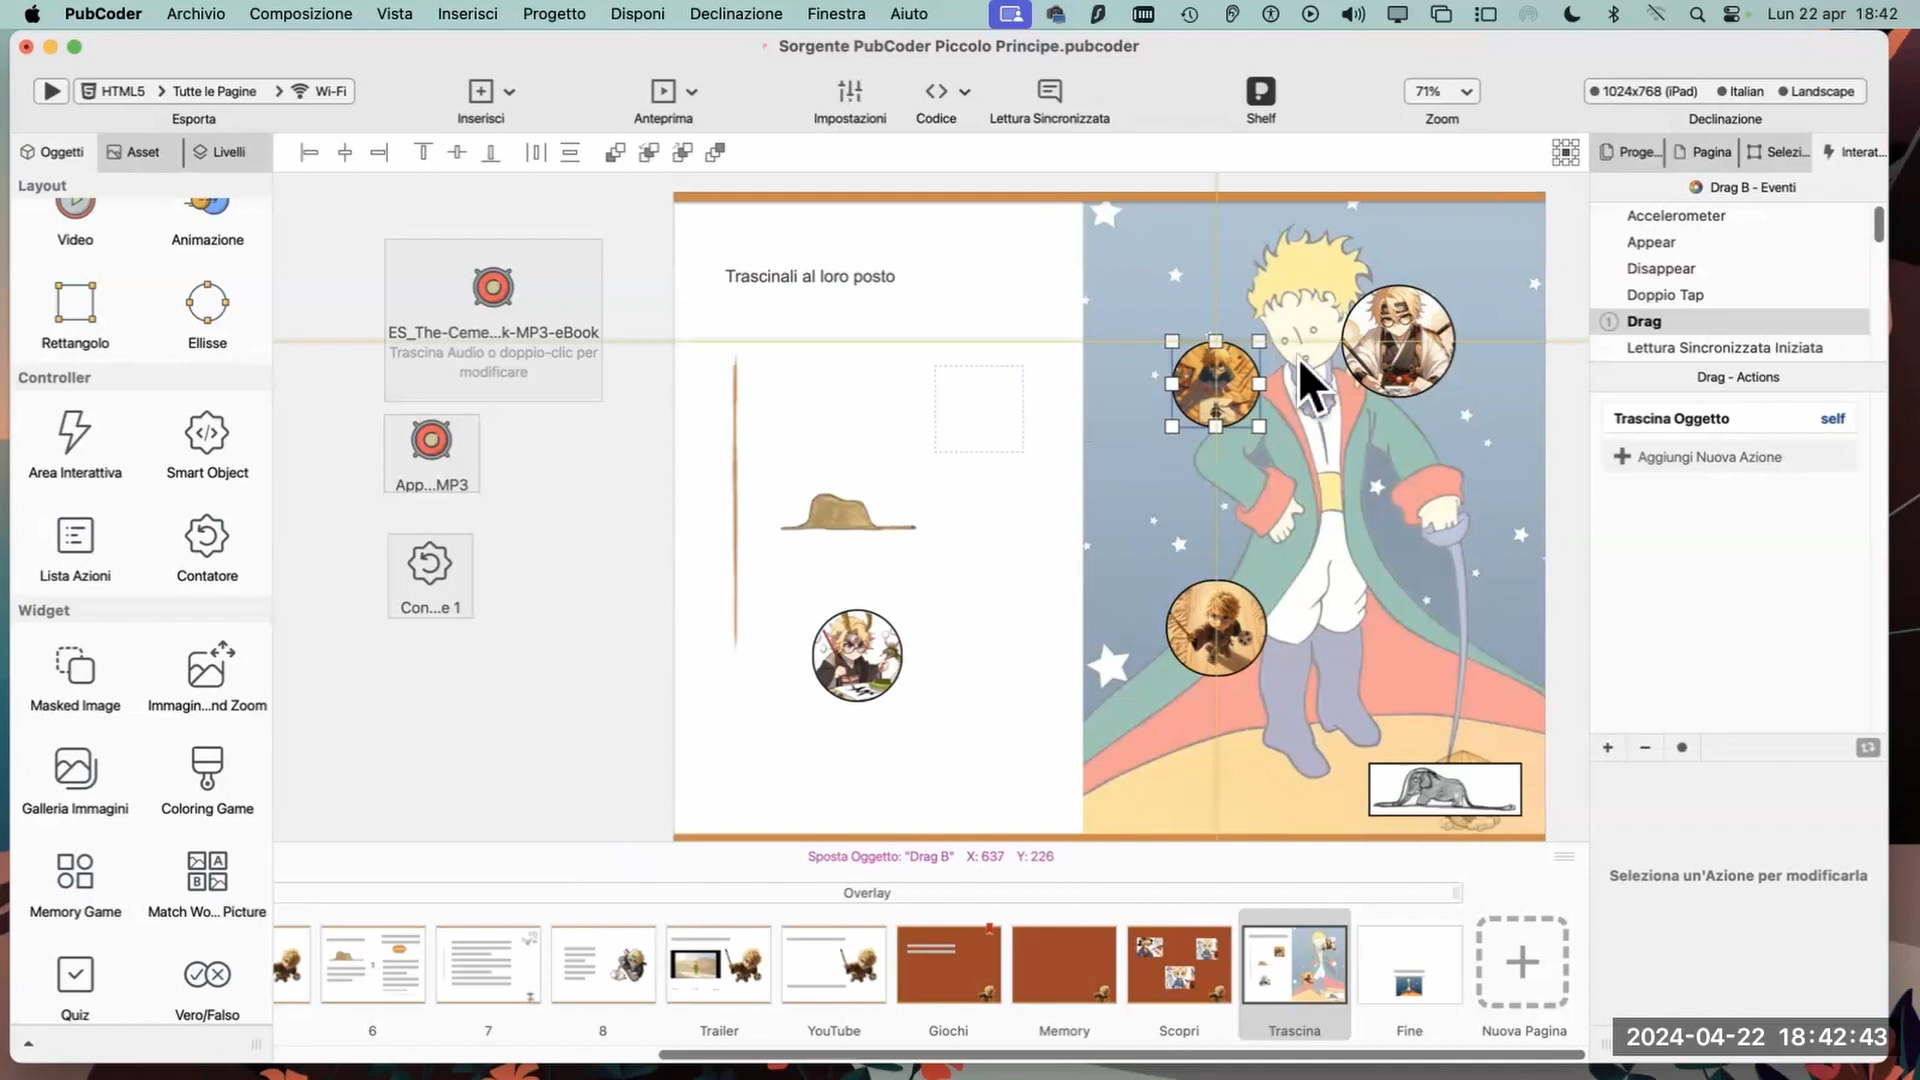 PubCoder Archivio Composizione Vista Inserisci Progetto Disponi Declinazione Finestra Aiuto Lun 22 apr 18:42
Sorgente PubCoder Piccolo Principe.pubcoder
HTML5 Tutte le Pagine Wi-Fi
71%
1024x768 (iPad) Italian Landscape
Esporta Inserisci Anteprima Impostazioni Codice Lettura Sincronizzata Shelf Zoom Declinazione
Oggetti Asset Livelli
Proge... Pagina Selezi... Interat...
Layout
Video Animazione
Rettangolo Ellisse
Controller
Area Interattiva Smart Object
Lista Azioni Contatore
Widget
Masked Image Immagin...nd Zoom
Galleria Immagini Coloring Game
Memory Game Match Wo... Picture
Quiz Vero/Falso
ES_The-Ceme...k-MP3-eBook
Trascina Audio o doppio-clic per
modificare
App...MP3
Con...e 1
Trascinali al loro posto
Sposta Oggetto: "Drag B" X: 637 Y: 226
Overlay
6 7 8 Trailer YouTube Giochi Memory Scopri Trascina Fine Nuova Pagina
Drag B - Eventi
Accelerometer
Appear
Disappear
Doppio Tap
1 Drag
Lettura Sincronizzata Iniziata
Drag - Actions
Trascina Oggetto self
Aggiungi Nuova Azione
Seleziona un'Azione per modificarla
2024-04-22 18:42:43